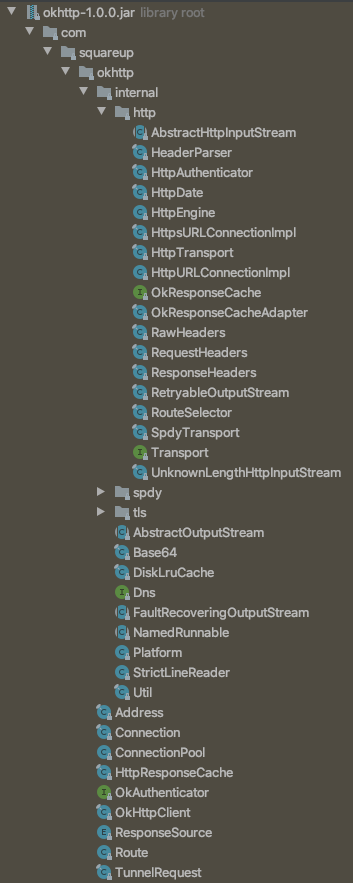 okhttp-1.0.0.jar library root
com
squareup
okhttp
internal
http
AbstractHttpInputStream
HeaderParser
HttpAuthenticator
HttpDate
HttpEngine
HttpsURLConnectionImpl
HttpTransport
HttpURLConnectionImpl
OkResponseCache
OkResponseCacheAdapter
RawHeaders
RequestHeaders
ResponseHeaders
RetryableOutputStream
RouteSelector
SpdyTransport
Transport
UnknownLengthHttpInputStream
spdy
tls
AbstractOutputStream
Base64
DiskLruCache
Dns
FaultRecoveringOutputStream
NamedRunnable
Platform
StrictLineReader
Util
Address
Connection
ConnectionPool
HttpResponseCache
OkAuthenticator
OkHttpClient
ResponseSource
Route
TunnelRequest